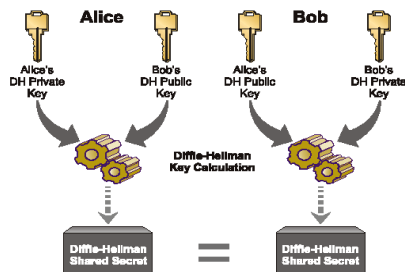 Alice
Bob
Alice's
DH Private
Key
Bob's
DH Public
Key
Alice's
DH Public
Key
Bob's
DH Private
Key
Diffie-Hellman
Key Calculation
Diffie-Hellman
Shared Secret
=
Diffie-Hellman
Shared Secret